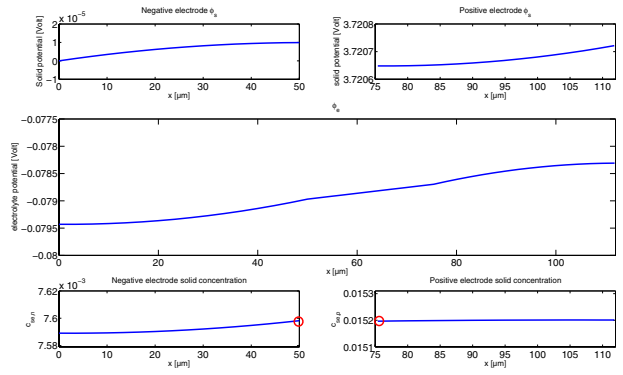 Negative electrode ϕs
Positive electrode ϕs
x 10⁻⁵
Solid potential [Volt]
2
1
0
−1
0 10 20 30 40 50
x [µm]
solid potential [Volt]
3.7208
3.7207
3.7206
75 80 85 90 95 100 105 110
x [µm]
ϕe
electrolyte potential [Volt]
−0.0775
−0.078
−0.0785
−0.079
−0.0795
−0.08
0 20 40 60 80 100
x [µm]
Negative electrode solid concentration
Positive electrode solid concentration
x 10⁻³
cse,n
7.62
7.6
7.58
0 10 20 30 40 50
x [µm]
cse,p
0.0153
0.0152
0.0151
75 80 85 90 95 100 105 110
x [µm]